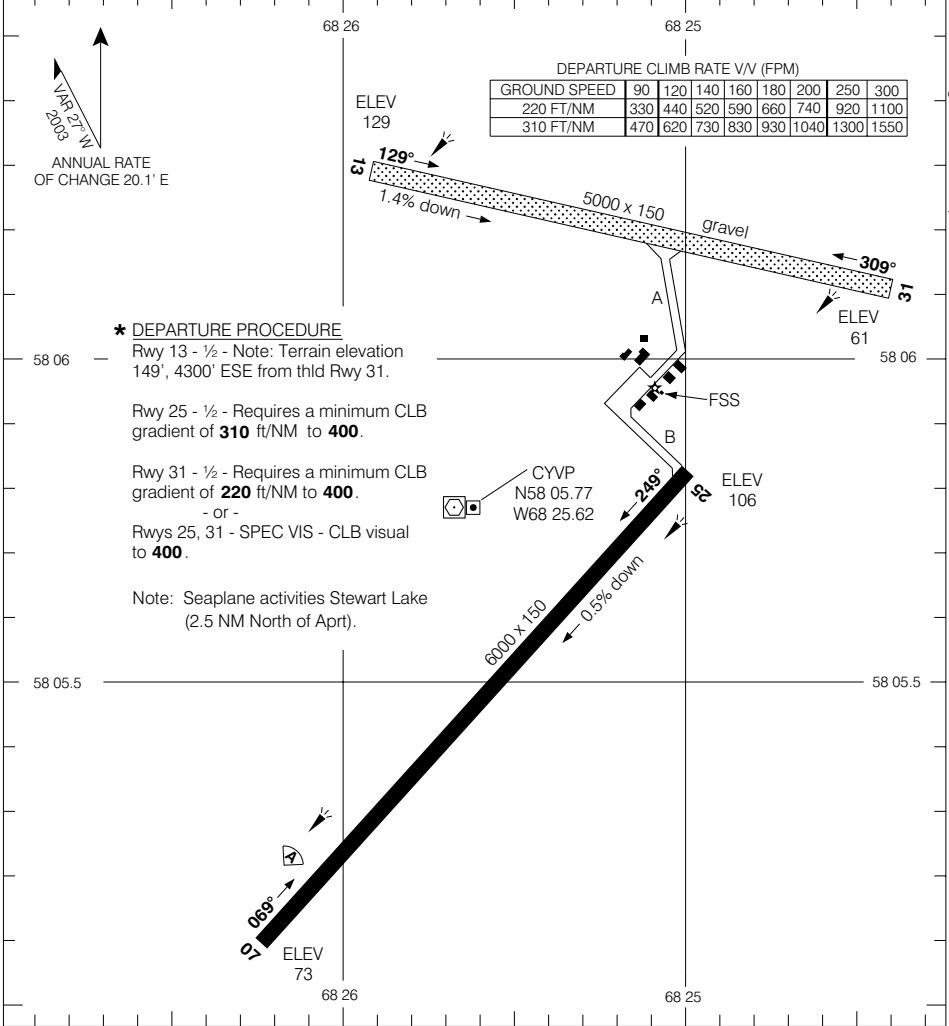 68 26
68 25
DEPARTURE CLIMB RATE V/V (FPM)
GROUND SPEED 90 120 140 160 180 200 250 300
220 FT/NM 330 440 520 590 660 740 920 1100
310 FT/NM 470 620 730 830 930 1040 1300 1550
VAR 27° W
2003
ANNUAL RATE
OF CHANGE 20.1' E
ELEV
129
13
129°
1.4% down
5000 x 150
gravel
309°
31
ELEV
61
A
58 06
58 06
* DEPARTURE PROCEDURE
Rwy 13 - ½ - Note: Terrain elevation
149', 4300' ESE from thld Rwy 31.
Rwy 25 - ½ - Requires a minimum CLB
gradient of 310 ft/NM to 400.
Rwy 31 - ½ - Requires a minimum CLB
gradient of 220 ft/NM to 400.
- or -
Rwys 25, 31 - SPEC VIS - CLB visual
to 400.
Note: Seaplane activities Stewart Lake
(2.5 NM North of Aprt).
FSS
B
CYVP
N58 05.77
W68 25.62
249°
25
ELEV
106
0.5% down
6000 x 150
58 05.5
58 05.5
A
069°
07
ELEV
73
68 26
68 25